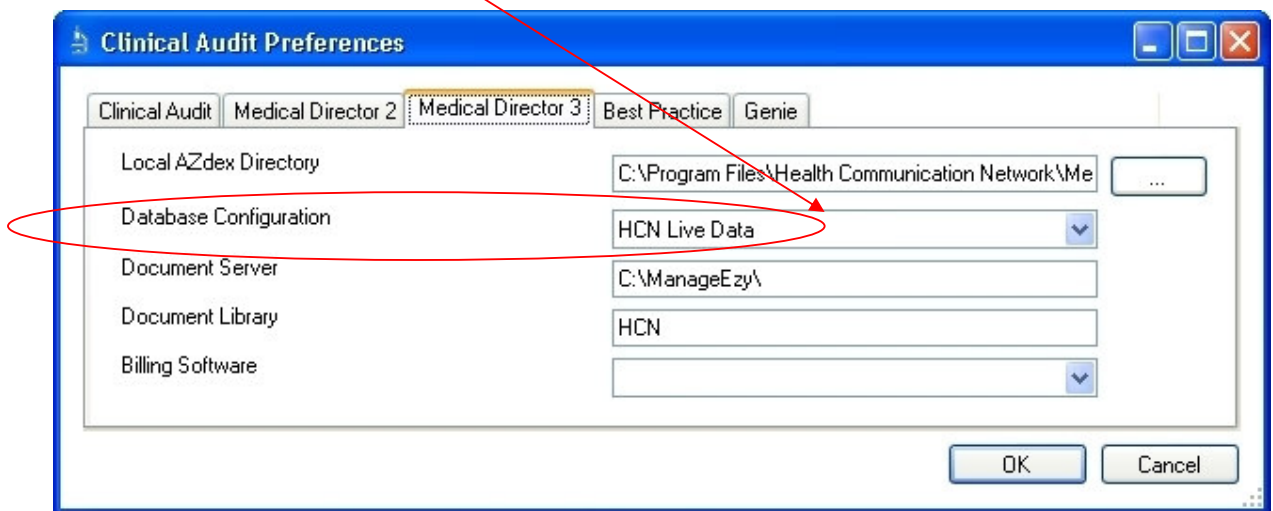 Clinical Audit Preferences
Clinical Audit Medical Director 2 Medical Director 3 Best Practice Genie
Local AZdex Directory C:\Program Files\Health Communication Network\Me ...
Database Configuration HCN Live Data
Document Server C:\ManageEzy\
Document Library HCN
Billing Software
OK Cancel